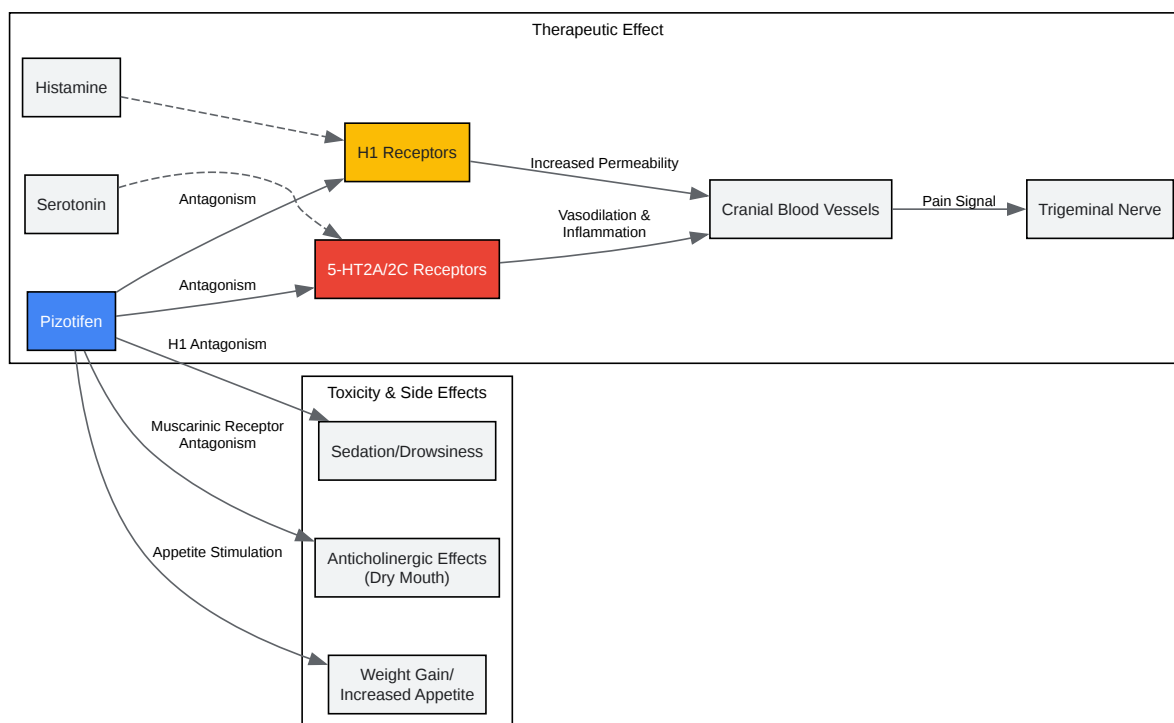 Therapeutic Effect
Histamine
H1 Receptors
Increased Permeability
Serotonin
Antagonism
Cranial Blood Vessels
Pain Signal
Trigeminal Nerve
Vasodilation &
Inflammation
5-HT2A/2C Receptors
Antagonism
Pizotifen
H1 Antagonism
Toxicity & Side Effects
Muscarinic Receptor
Antagonism
Sedation/Drowsiness
Appetite Stimulation
Anticholinergic Effects
(Dry Mouth)
Weight Gain/
Increased Appetite